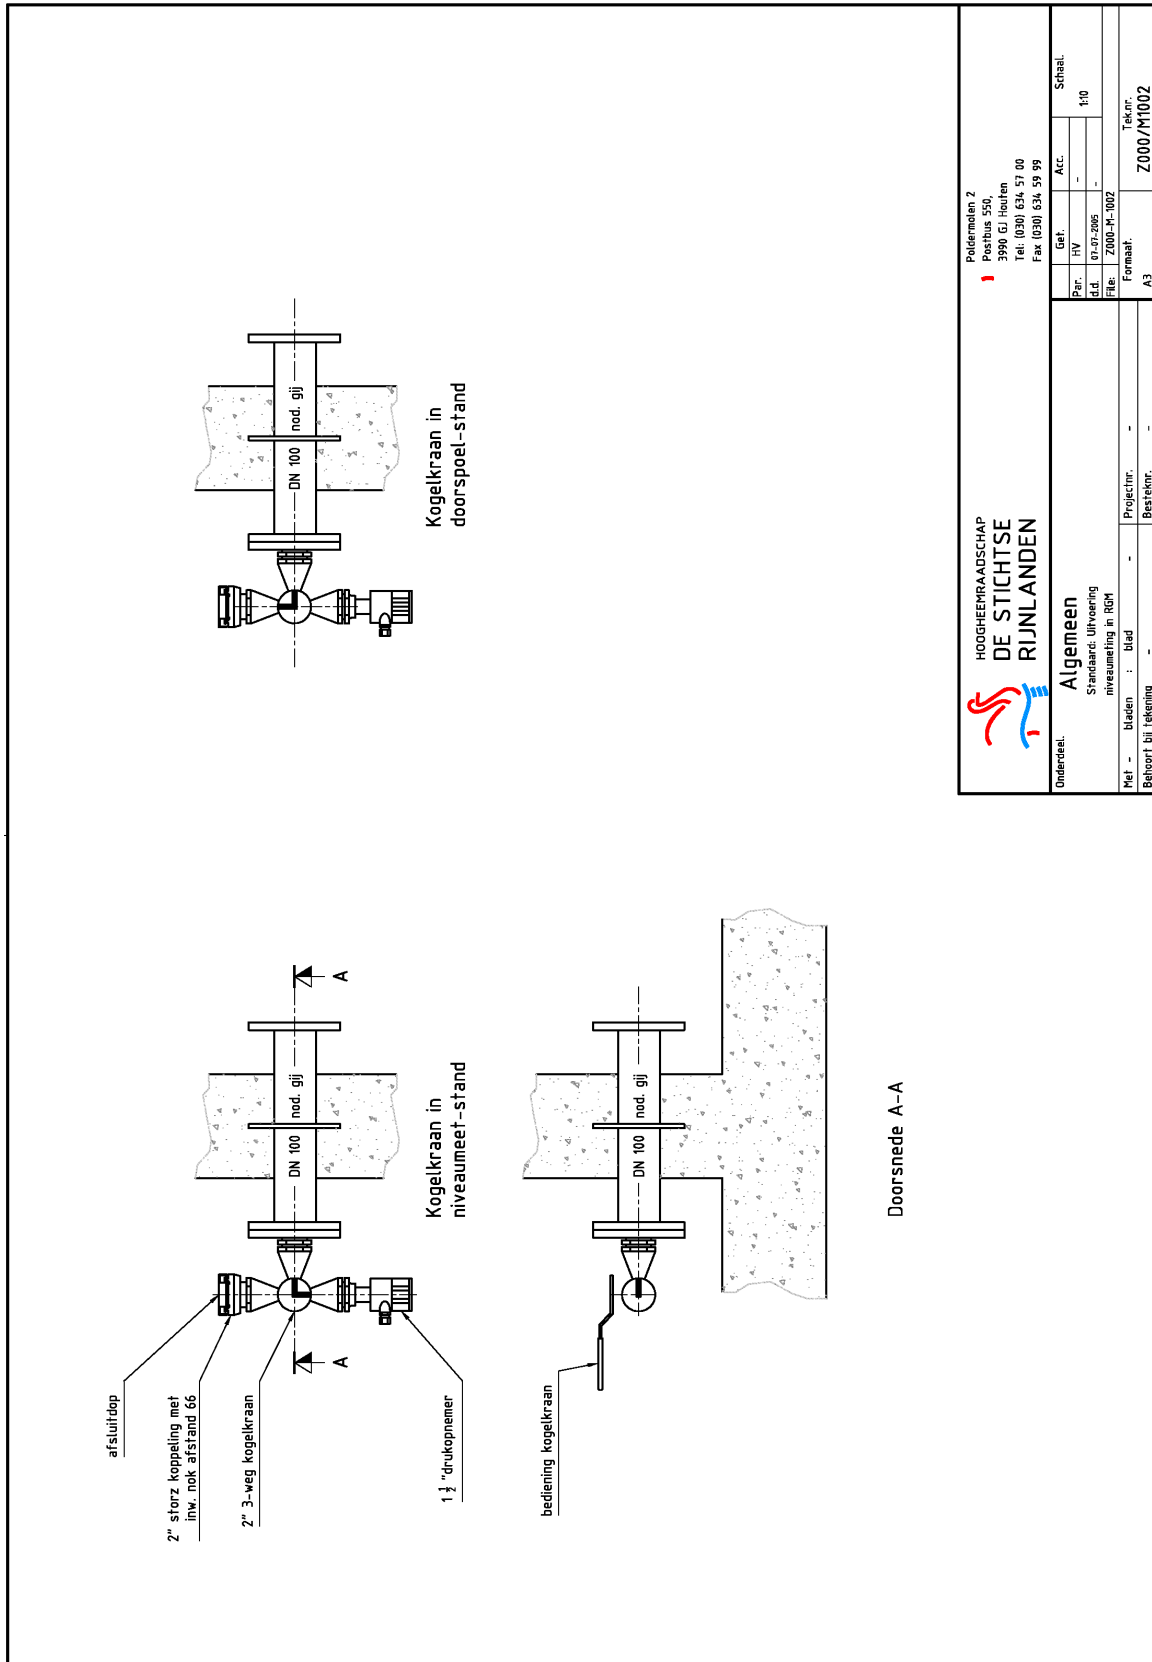 afsluitdop
2" storz koppeling met
inw. nok afstand 66
2" 3-weg kogelkraan
1 1/2 "drukopnemer
A
A
DN 100
nod. gij
Kogelkraan in
niveaumeet-stand
DN 100
nod. gij
Kogelkraan in
doorspoel-stand
bediening kogelkraan
DN 100
nod. gij
Doorsnede A-A
HOOGHEEMRAADSCHAP
DE STICHTSE
RIJNLANDEN
Poldermolen 2
Postbus 550,
3990 GJ Houten
Tel: (030) 634 57 00
Fax (030) 634 59 99
Onderdeel.
Algemeen
Standaard: Uitvoering
niveaumeting in RGM
Get. Acc. Schaal.
Par. HV - 1:10
d.d. 07-07-2005 -
File: Z000-M-1002
Met - bladen : blad - Projectnr. - Formaat. Tek.nr.
Behoort bij tekening - Besteknr. - A3 Z000/M1002